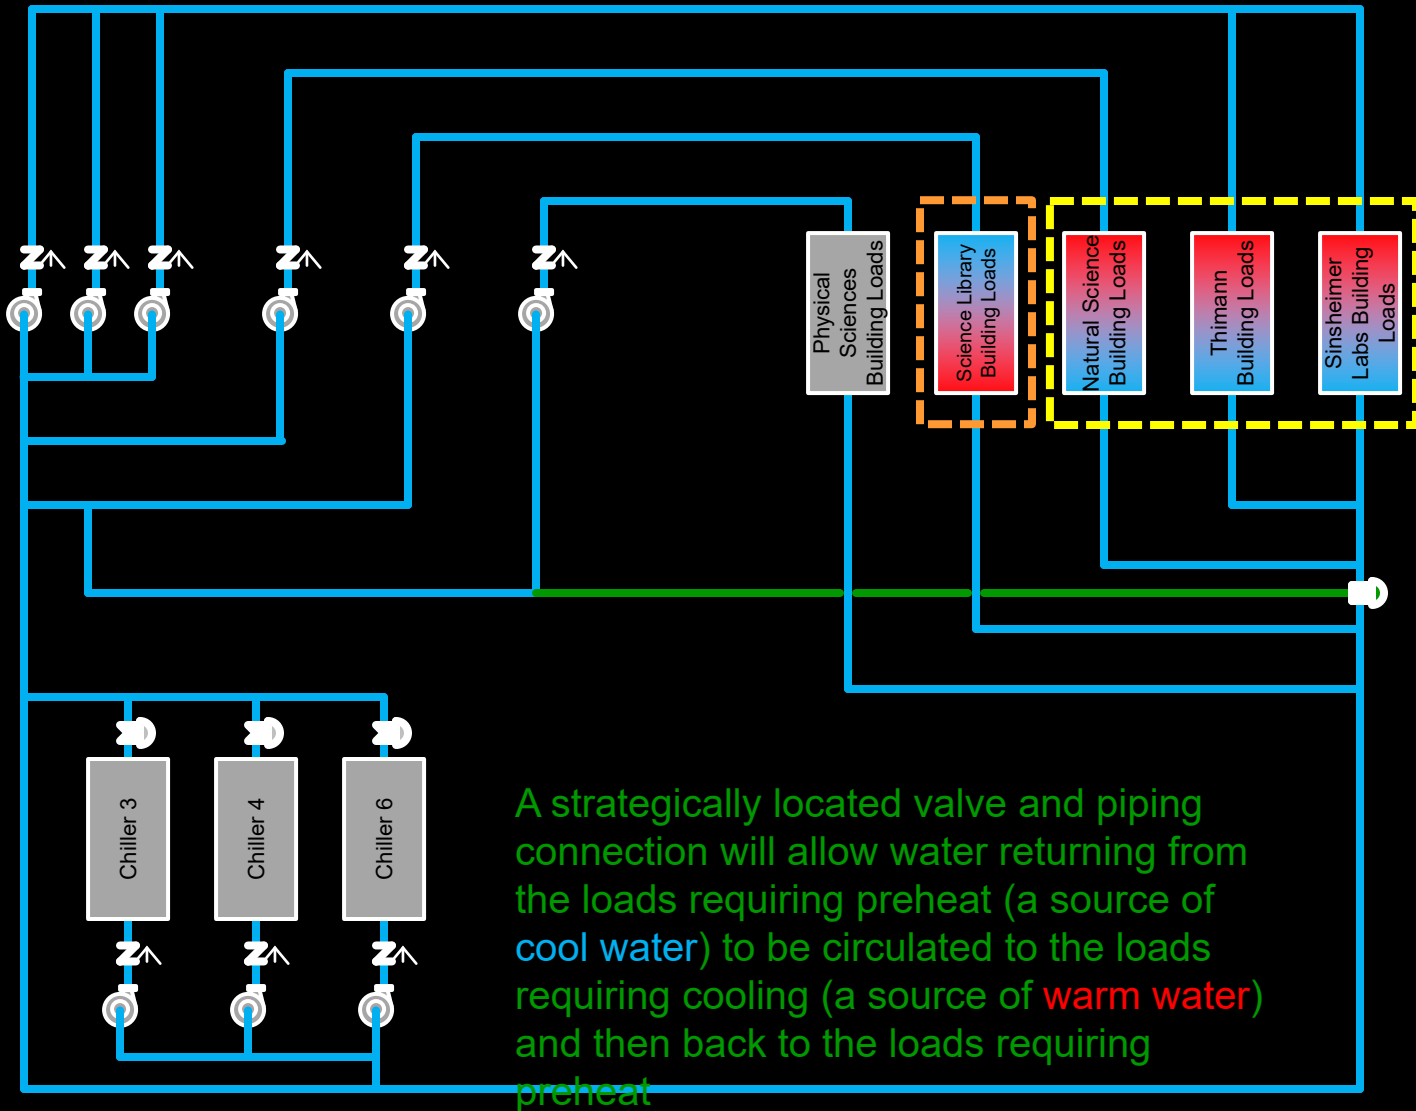 Physical
Sciences
Building Loads
Science Library
Building Loads
Natural Science
Building Loads
Thimann
Building Loads
Sinsheimer
Labs Building
Loads
Chiller 3
Chiller 4
Chiller 6
A strategically located valve and piping
connection will allow water returning from
the loads requiring preheat (a source of
cool water) to be circulated to the loads
requiring cooling (a source of warm water)
and then back to the loads requiring
preheat